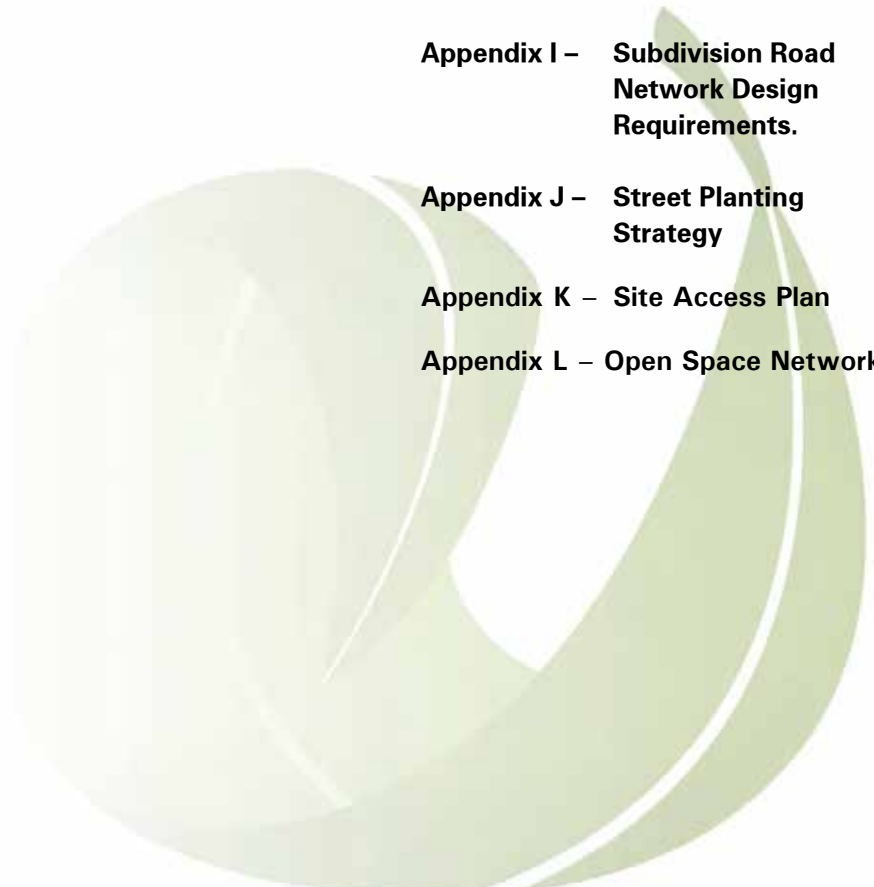 Appendix I – Subdivision Road
Network Design
Requirements.
Appendix J – Street Planting
Strategy
Appendix K – Site Access Plan
Appendix L – Open Space Network